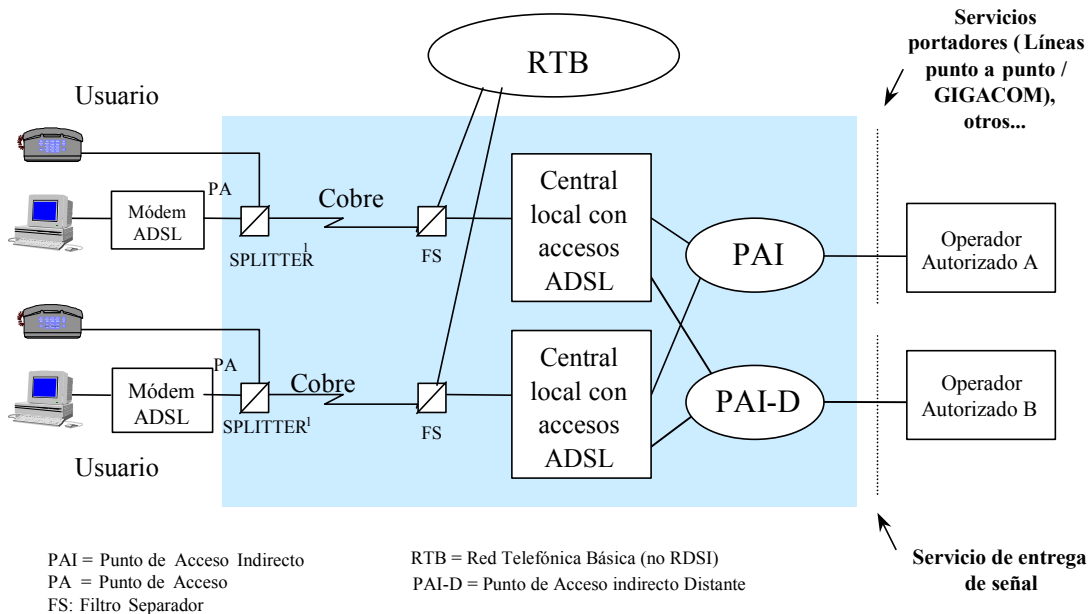 Servicios
portadores ( Líneas
punto a punto /
GIGACOM),
otros...
RTB
Usuario
PA
Módem
ADSL
SPLITTER1
Cobre
FS
Central
local con
accesos
ADSL
PAI
Operador
Autorizado A
PA
Módem
ADSL
SPLITTER1
Cobre
FS
Central
local con
accesos
ADSL
PAI-D
Operador
Autorizado B
Usuario
PAI = Punto de Acceso Indirecto
PA = Punto de Acceso
FS: Filtro Separador
RTB = Red Telefónica Básica (no RDSI)
PAI-D = Punto de Acceso indirecto Distante
Servicio de entrega
de señal